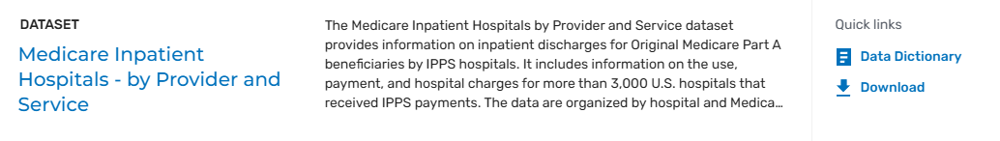 DATASET
Medicare Inpatient
Hospitals - by Provider and
Service
The Medicare Inpatient Hospitals by Provider and Service dataset
provides information on inpatient discharges for Original Medicare Part A
beneficiaries by IPPS hospitals. It includes information on the use,
payment, and hospital charges for more than 3,000 U.S. hospitals that
received IPPS payments. The data are organized by hospital and Medica…
Quick links
Data Dictionary
Download